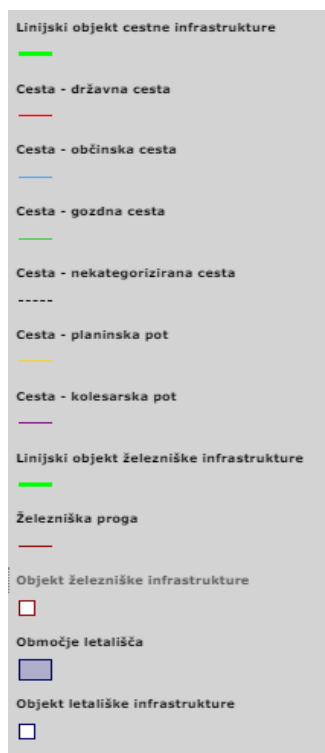 Linijski objekt cestne infrastrukture
Cesta - državna cesta
Cesta - občinska cesta
Cesta - gozdna cesta
Cesta - nekategorizirana cesta
Cesta - planinska pot
Cesta - kolesarska pot
Linijski objekt železniške infrastrukture
Železniška proga
Objekt železniške infrastrukture
Območje letališča
Objekt letališke infrastrukture